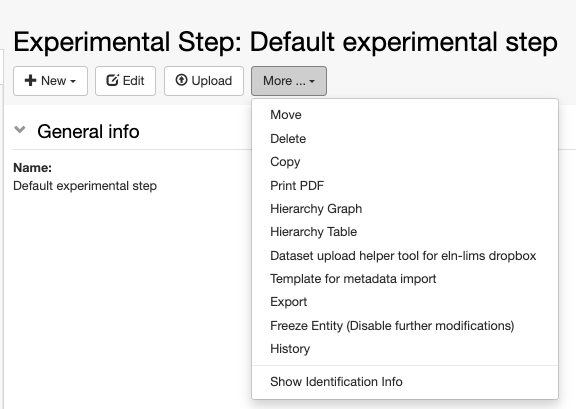 Experimental Step: Default experimental step
New
Edit
Upload
More ...
General info
Name:
Default experimental step
Move
Delete
Copy
Print PDF
Hierarchy Graph
Hierarchy Table
Dataset upload helper tool for eln-lims dropbox
Template for metadata import
Export
Freeze Entity (Disable further modifications)
History
Show Identification Info